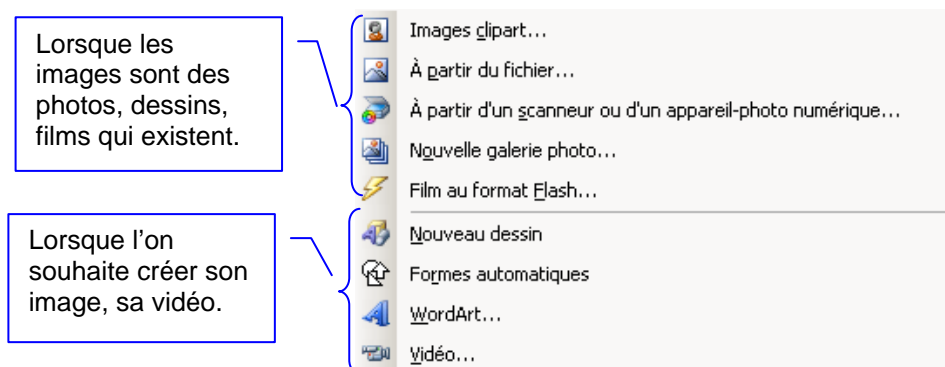 Lorsque les
images sont des
photos, dessins,
films qui existent.
Images clipart...
À partir du fichier...
À partir d'un scanneur ou d'un appareil-photo numérique...
Nouvelle galerie photo...
Film au format Flash...
Lorsque l’on
souhaite créer son
image, sa vidéo.
Nouveau dessin
Formes automatiques
WordArt...
Vidéo...